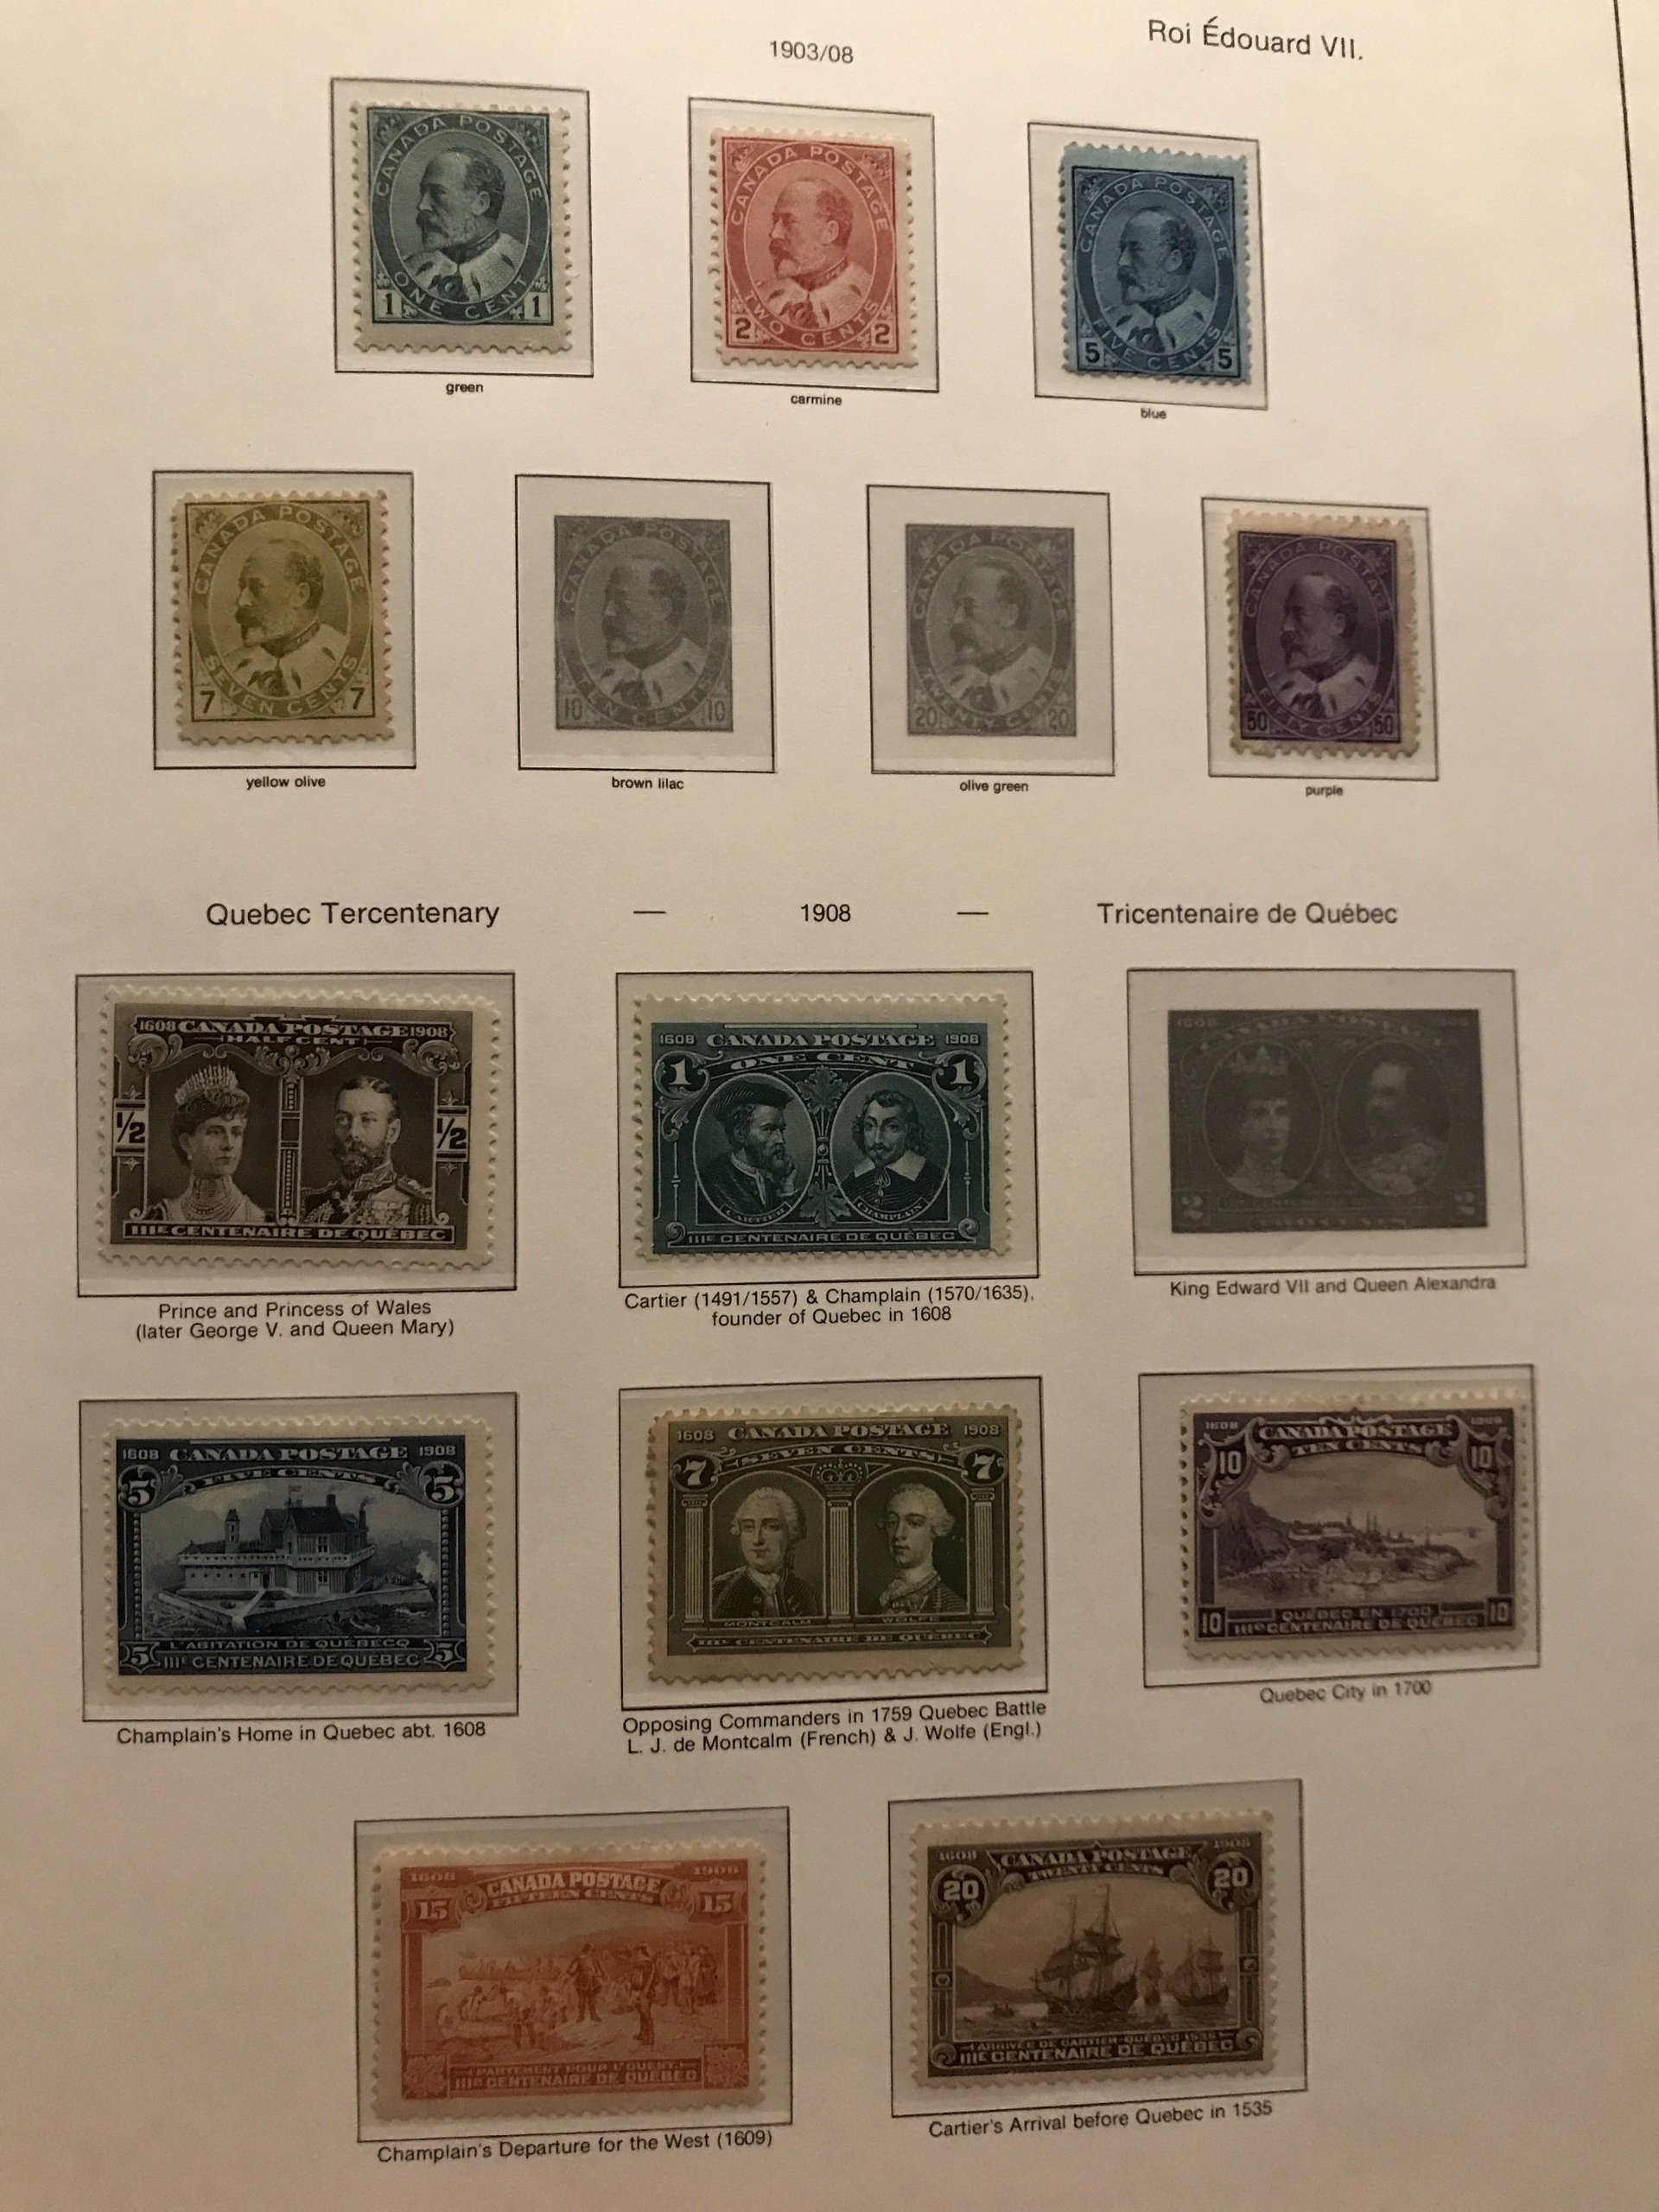 1903/08
Roi Édouard VII.
CANADA POSTAGE
ONE CENT
1 1
green
CANADA POSTAGE
TWO CENTS
2 2
carmine
CANADA POSTAGE
FIVE CENTS
5 5
blue
CANADA POSTAGE
SEVEN CENTS
7 7
yellow olive
CANADA POSTAGE
TEN CENTS
10 10
brown lilac
CANADA POSTAGE
TWENTY CENTS
20 20
olive green
CANADA POSTAGE
FIFTY CENTS
50 50
purple
Quebec Tercentenary — 1908 — Tricentenaire de Québec
1608 CANADA POSTAGE 1908
HALF CENT
1/2 1/2
IIIE CENTENAIRE DE QUÉBEC
Prince and Princess of Wales
(later George V. and Queen Mary)
1608 CANADA POSTAGE 1908
1 ONE CENT 1
CARTIER CHAMPLAIN
IIIE CENTENAIRE DE QUÉBEC
Cartier (1491/1557) & Champlain (1570/1635),
founder of Quebec in 1608
1608 CANADA POSTAGE 1908
2 2
King Edward VII and Queen Alexandra
1608 CANADA POSTAGE 1908
5 FIVE CENTS 5
L'ABITATION DE QUEBECQ
5 IIIE CENTENAIRE DE QUÉBEC 5
Champlain's Home in Quebec abt. 1608
1608 CANADA POSTAGE 1908
7 SEVEN CENTS 7
MONTCALM WOLFE
IIIE CENTENAIRE DE QUÉBEC
Opposing Commanders in 1759 Quebec Battle
L. J. de Montcalm (French) & J. Wolfe (Engl.)
1608 1908
CANADA POSTAGE
10 TEN CENTS 10
10 QUÉBEC EN 1700 10
IIIE CENTENAIRE DE QUÉBEC
Quebec City in 1700
1608 1908
CANADA POSTAGE
15 FIFTEEN CENTS 15
PARTEMENT POUR L'OUEST
IIIE CENTENAIRE DE QUÉBEC
Champlain's Departure for the West (1609)
1608 CANADA POSTAGE 1908
20 TWENTY CENTS 20
ARRIVÉE DE CARTIER-QUÉBEC 1535
IIIE CENTENAIRE DE QUÉBEC
Cartier's Arrival before Quebec in 1535